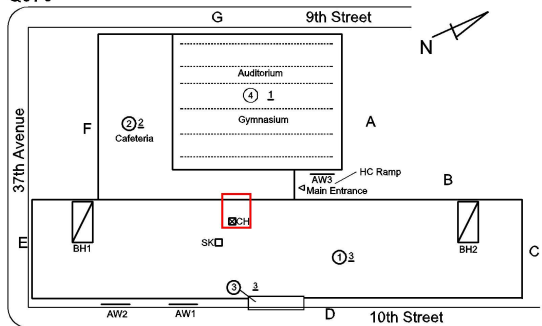 G
9th Street
N
Auditorium
4 1
Gymnasium
A
F
2 2
Cafeteria
37th Avenue
HC Ramp
AW3
Main Entrance
B
CH
SK
E
BH1
BH2
C
1 3
3 3
AW2
AW1
D
10th Street